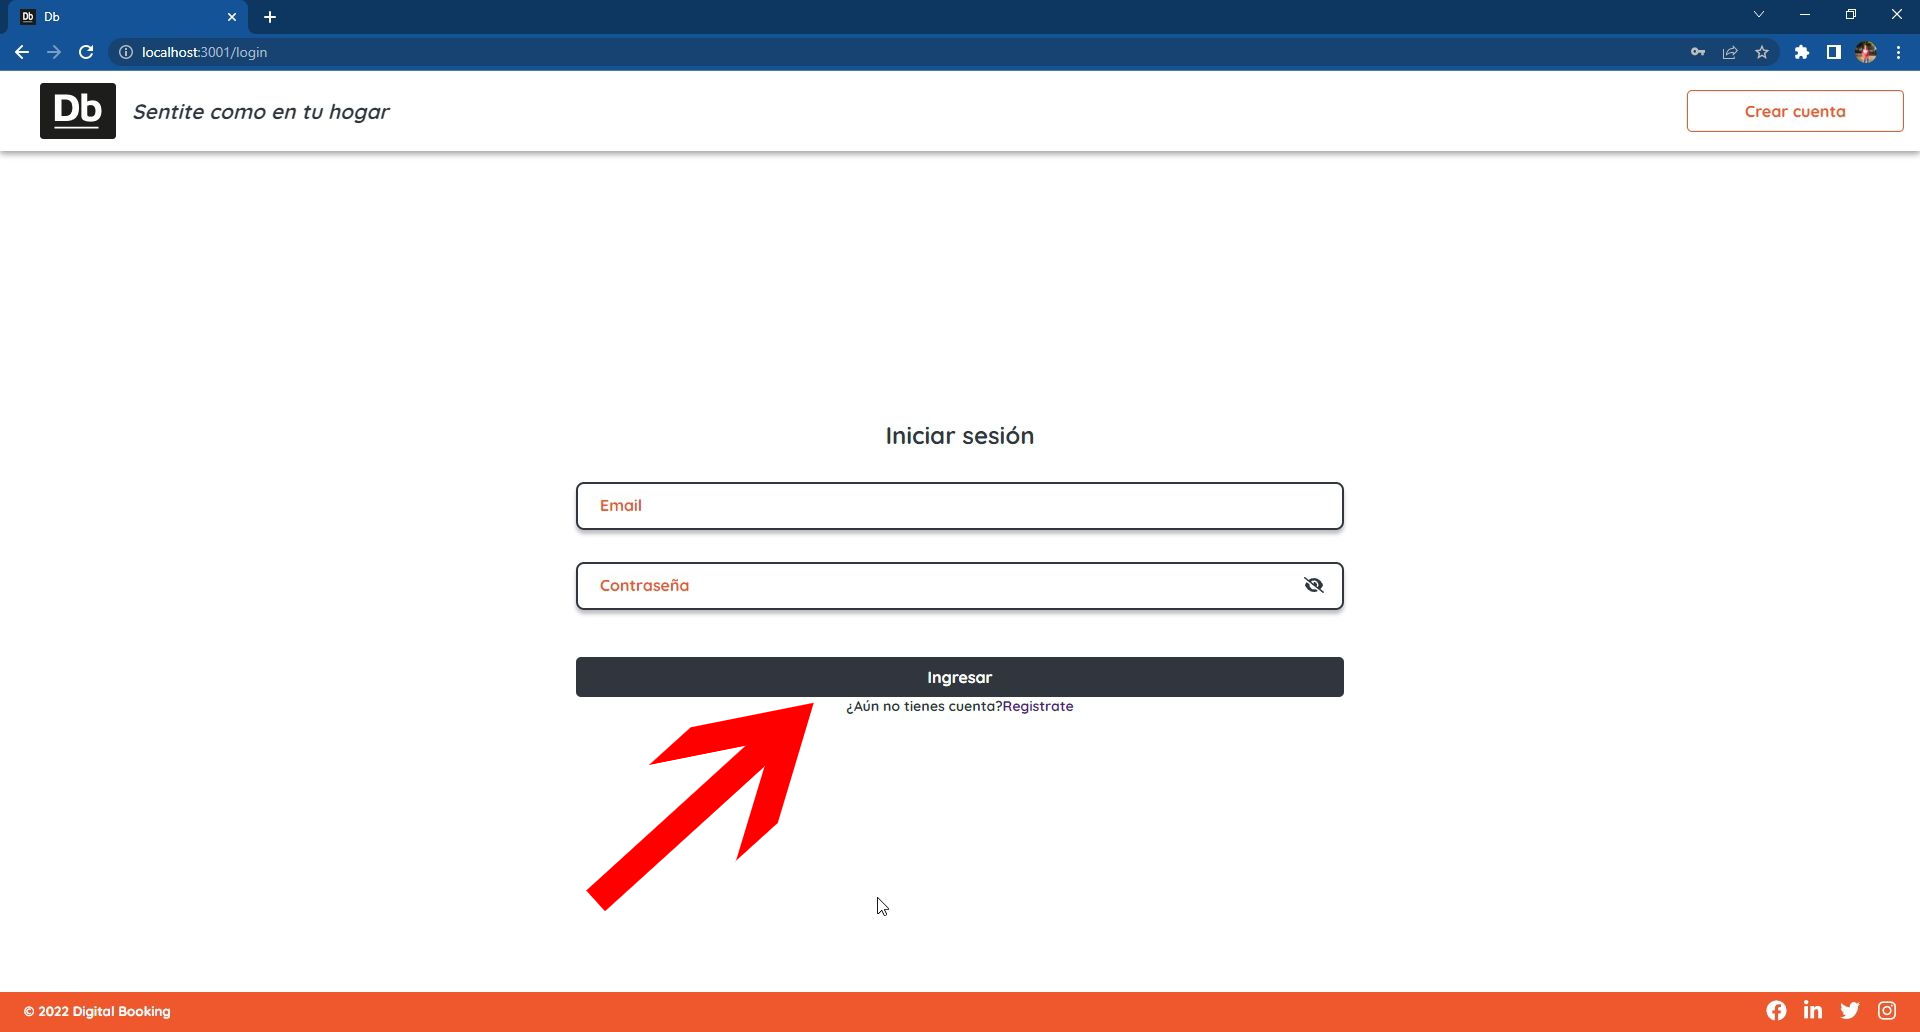 Db
localhost:3001/login
Db
Sentite como en tu hogar
Crear cuenta
Iniciar sesión
Email
Contraseña
Ingresar
¿Aún no tienes cuenta?Registrate
© 2022 Digital Booking